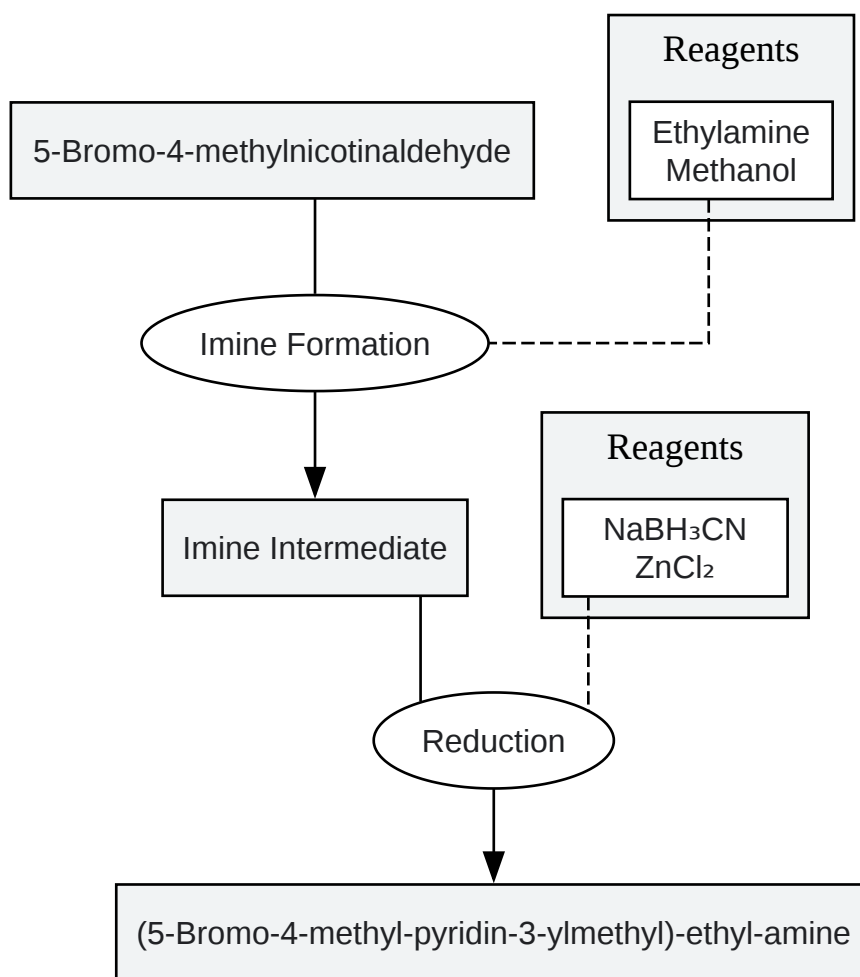 Reagents
Ethylamine
Methanol
5-Bromo-4-methylnicotinaldehyde
Imine Formation
Reagents
NaBH₃CN
ZnCl₂
Imine Intermediate
Reduction
(5-Bromo-4-methyl-pyridin-3-ylmethyl)-ethyl-amine